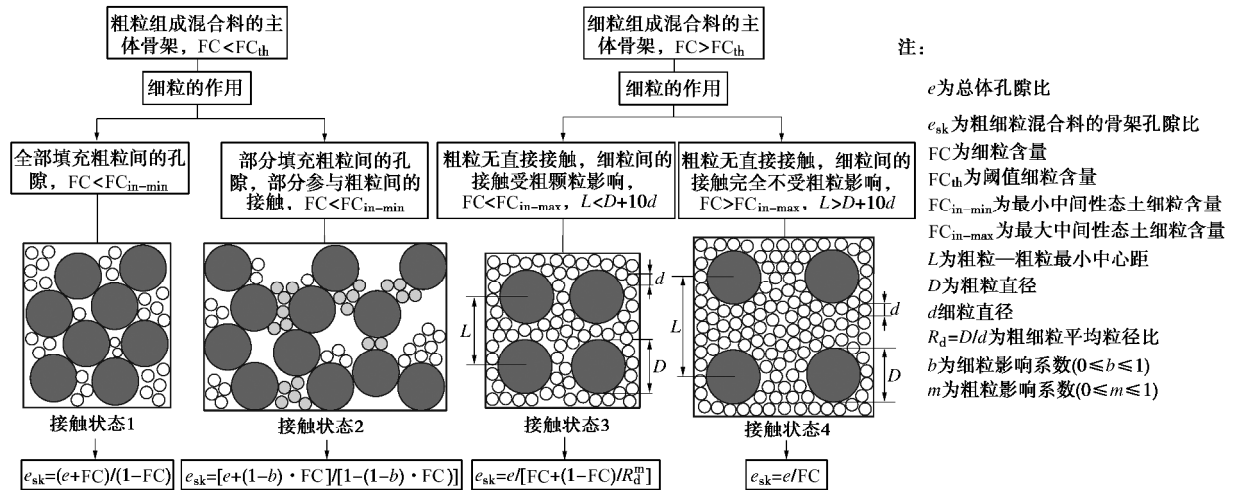 粗粒组成混合料的主
体骨架，FC<FCth
细粒的作用
全部填充粗粒间的孔
隙，FC<FCin-min
部分填充粗粒间的孔
隙，部分参与粗粒间的
接触，FC<FCin-min
细粒组成混合料的主
体骨架，FC>FCth
细粒的作用
粗粒无直接接触，细粒间的
接触受粗颗粒影响，
FC<FCin-max，L<D+10d
粗粒无直接接触，细粒间的
接触完全不受粗粒影响，
FC>FCin-max，L>D+10d
d
L
D
d
L
D
接触状态1
接触状态2
接触状态3
接触状态4
esk=(e+FC)/(1-FC)
esk=[e+(1-b)·FC]/[1-(1-b)·FC)]
esk=e/[FC+(1-FC)/Rd^m]
esk=e/FC
注：
e为总体孔隙比
esk为粗细粒混合料的骨架孔隙比
FC为细粒含量
FCth为阈值细粒含量
FCin-min为最小中间性态土细粒含量
FCin-max为最大中间性态土细粒含量
L为粗粒—粗粒最小中心距
D为粗粒直径
d细粒直径
Rd=D/d为粗细粒平均粒径比
b为细粒影响系数(0≤b≤1)
m为粗粒影响系数(0≤m≤1)